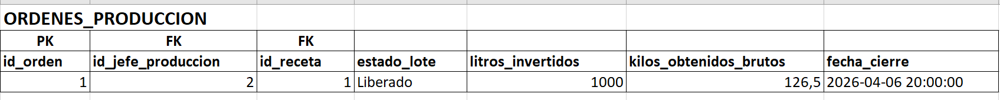 ORDENES_PRODUCCION
PK FK FK
id_orden id_jefe_produccion id_receta estado_lote litros_invertidos kilos_obtenidos_brutos fecha_cierre
1 2 1 Liberado 1000 126,5 2026-04-06 20:00:00